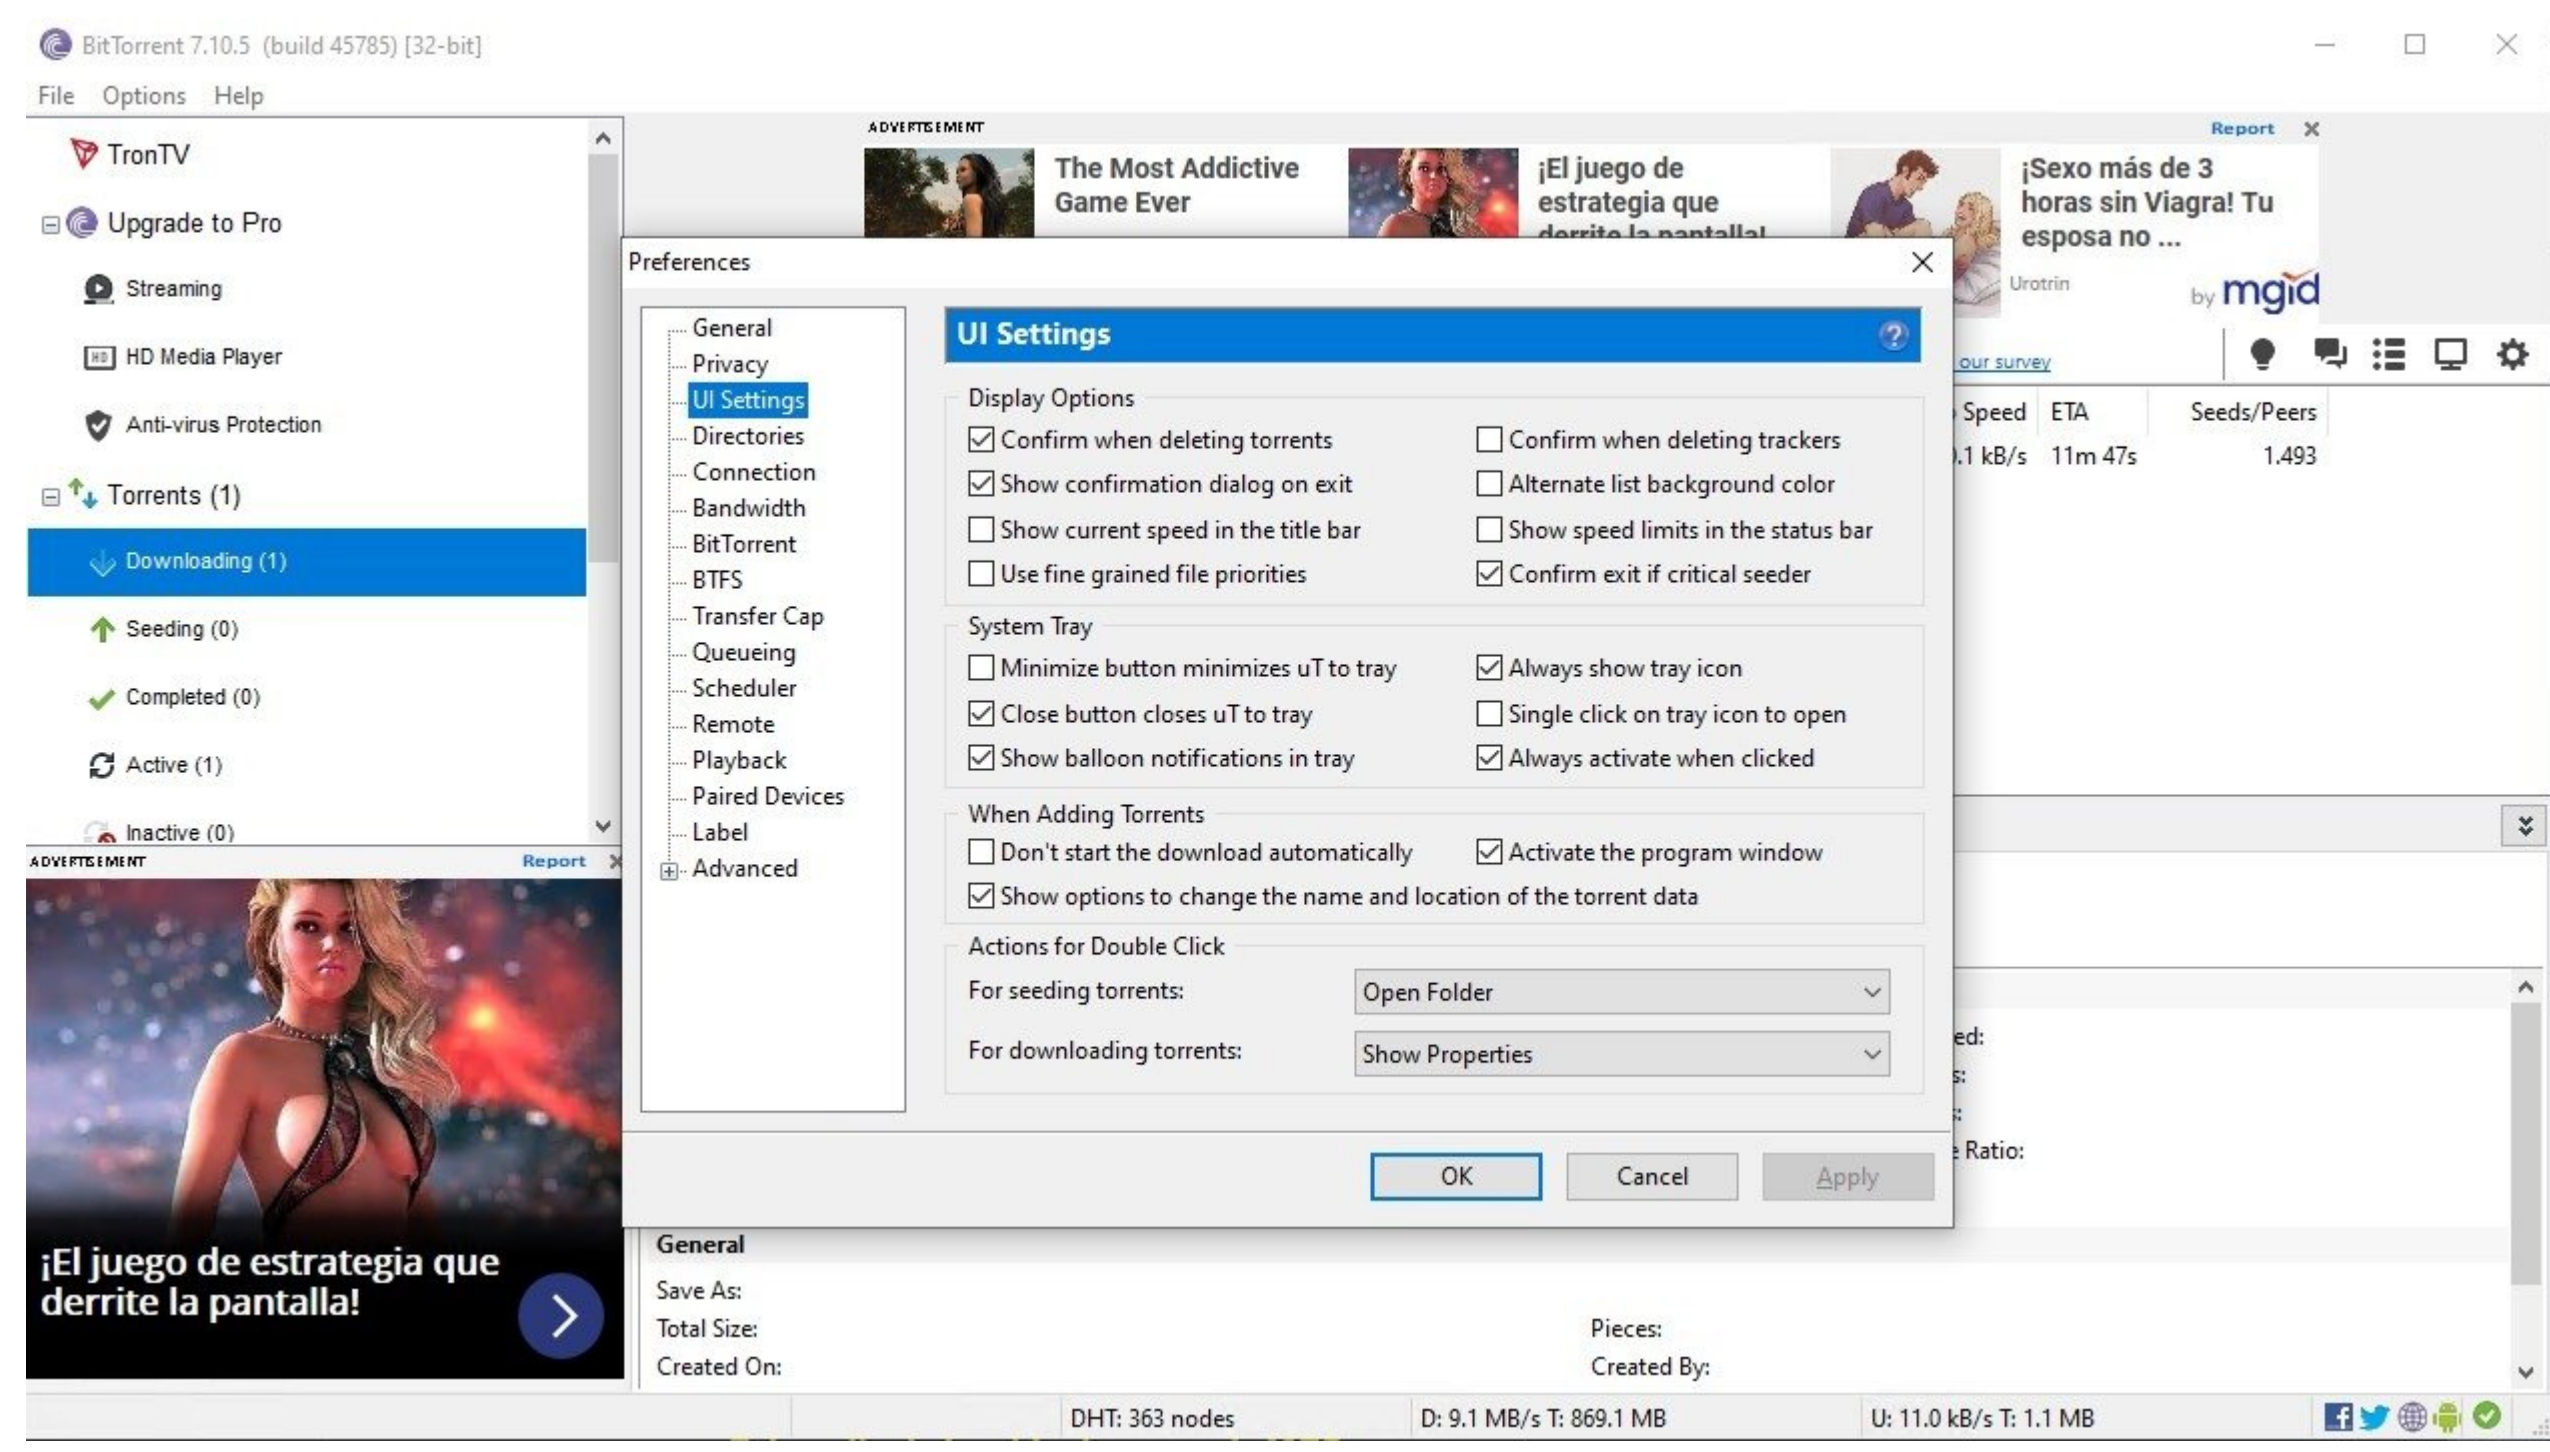 BitTorrent 7.10.5 (build 45785) [32-bit]
File Options Help
TronTV
Upgrade to Pro
Streaming
HD Media Player
Anti-virus Protection
Torrents (1)
Downloading (1)
Seeding (0)
Completed (0)
Active (1)
Inactive (0)
ADVERTISEMENT Report
¡El juego de estrategia que
derrite la pantalla!
ADVERTISEMENT Report
The Most Addictive
Game Ever
¡El juego de
estrategia que
derrite la pantalla!
¡Sexo más de 3
horas sin Viagra! Tu
esposa no ...
Urotrin
by mgid
our survey
Speed ETA Seeds/Peers
.1 kB/s 11m 47s 1.493
Preferences
General
Privacy
UI Settings
Directories
Connection
Bandwidth
BitTorrent
BTFS
Transfer Cap
Queueing
Scheduler
Remote
Playback
Paired Devices
Label
Advanced
UI Settings ?
Display Options
Confirm when deleting torrents Confirm when deleting trackers
Show confirmation dialog on exit Alternate list background color
Show current speed in the title bar Show speed limits in the status bar
Use fine grained file priorities Confirm exit if critical seeder
System Tray
Minimize button minimizes uT to tray Always show tray icon
Close button closes uT to tray Single click on tray icon to open
Show balloon notifications in tray Always activate when clicked
When Adding Torrents
Don't start the download automatically Activate the program window
Show options to change the name and location of the torrent data
Actions for Double Click
For seeding torrents: Open Folder
For downloading torrents: Show Properties
OK Cancel Apply
ed:
s:
s:
e Ratio:
General
Save As:
Total Size: Pieces:
Created On: Created By:
DHT: 363 nodes D: 9.1 MB/s T: 869.1 MB U: 11.0 kB/s T: 1.1 MB